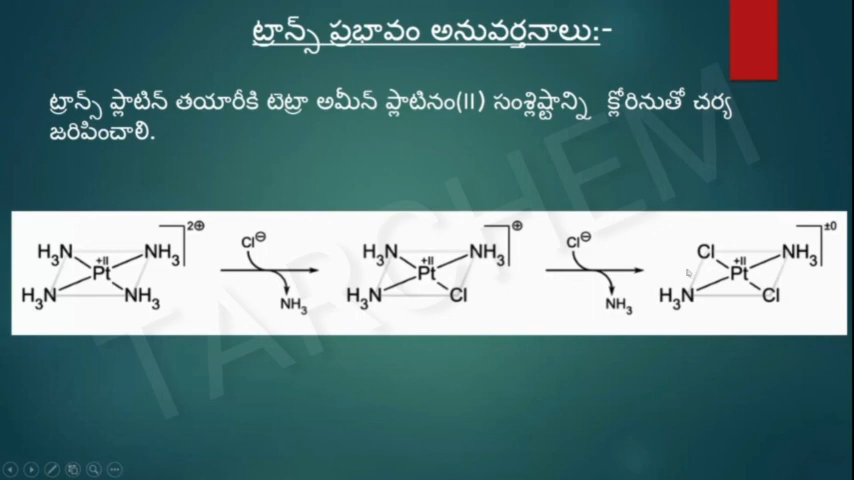 ట్రాన్స్ ప్రభావం అనువర్తనాలు:-
ట్రాన్స్ ప్లాటిన్ తయారీకి టెట్రా అమీన్ ప్లాటినం(II) సంశ్లిష్టాన్ని క్లోరినుతో చర్య
జరిపించాలి.
H₃N NH₃ +II Pt H₃N NH₃ 2⊕
Cl⊖ NH₃
H₃N NH₃ +II Pt H₃N Cl ⊕
Cl⊖ NH₃
Cl NH₃ +II Pt H₃N Cl ±0
TARCHEM